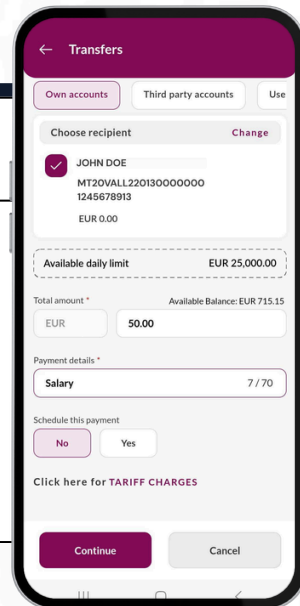 Transfers
Own accounts Third party accounts Use
Choose recipient Change
JOHN DOE
MT20VALL220130000000
1245678913
EUR 0.00
Available daily limit EUR 25,000.00
Total amount * Available Balance: EUR 715.15
EUR 50.00
Payment details *
Salary 7 / 70
Schedule this payment
No Yes
Click here for TARIFF CHARGES
Continue Cancel